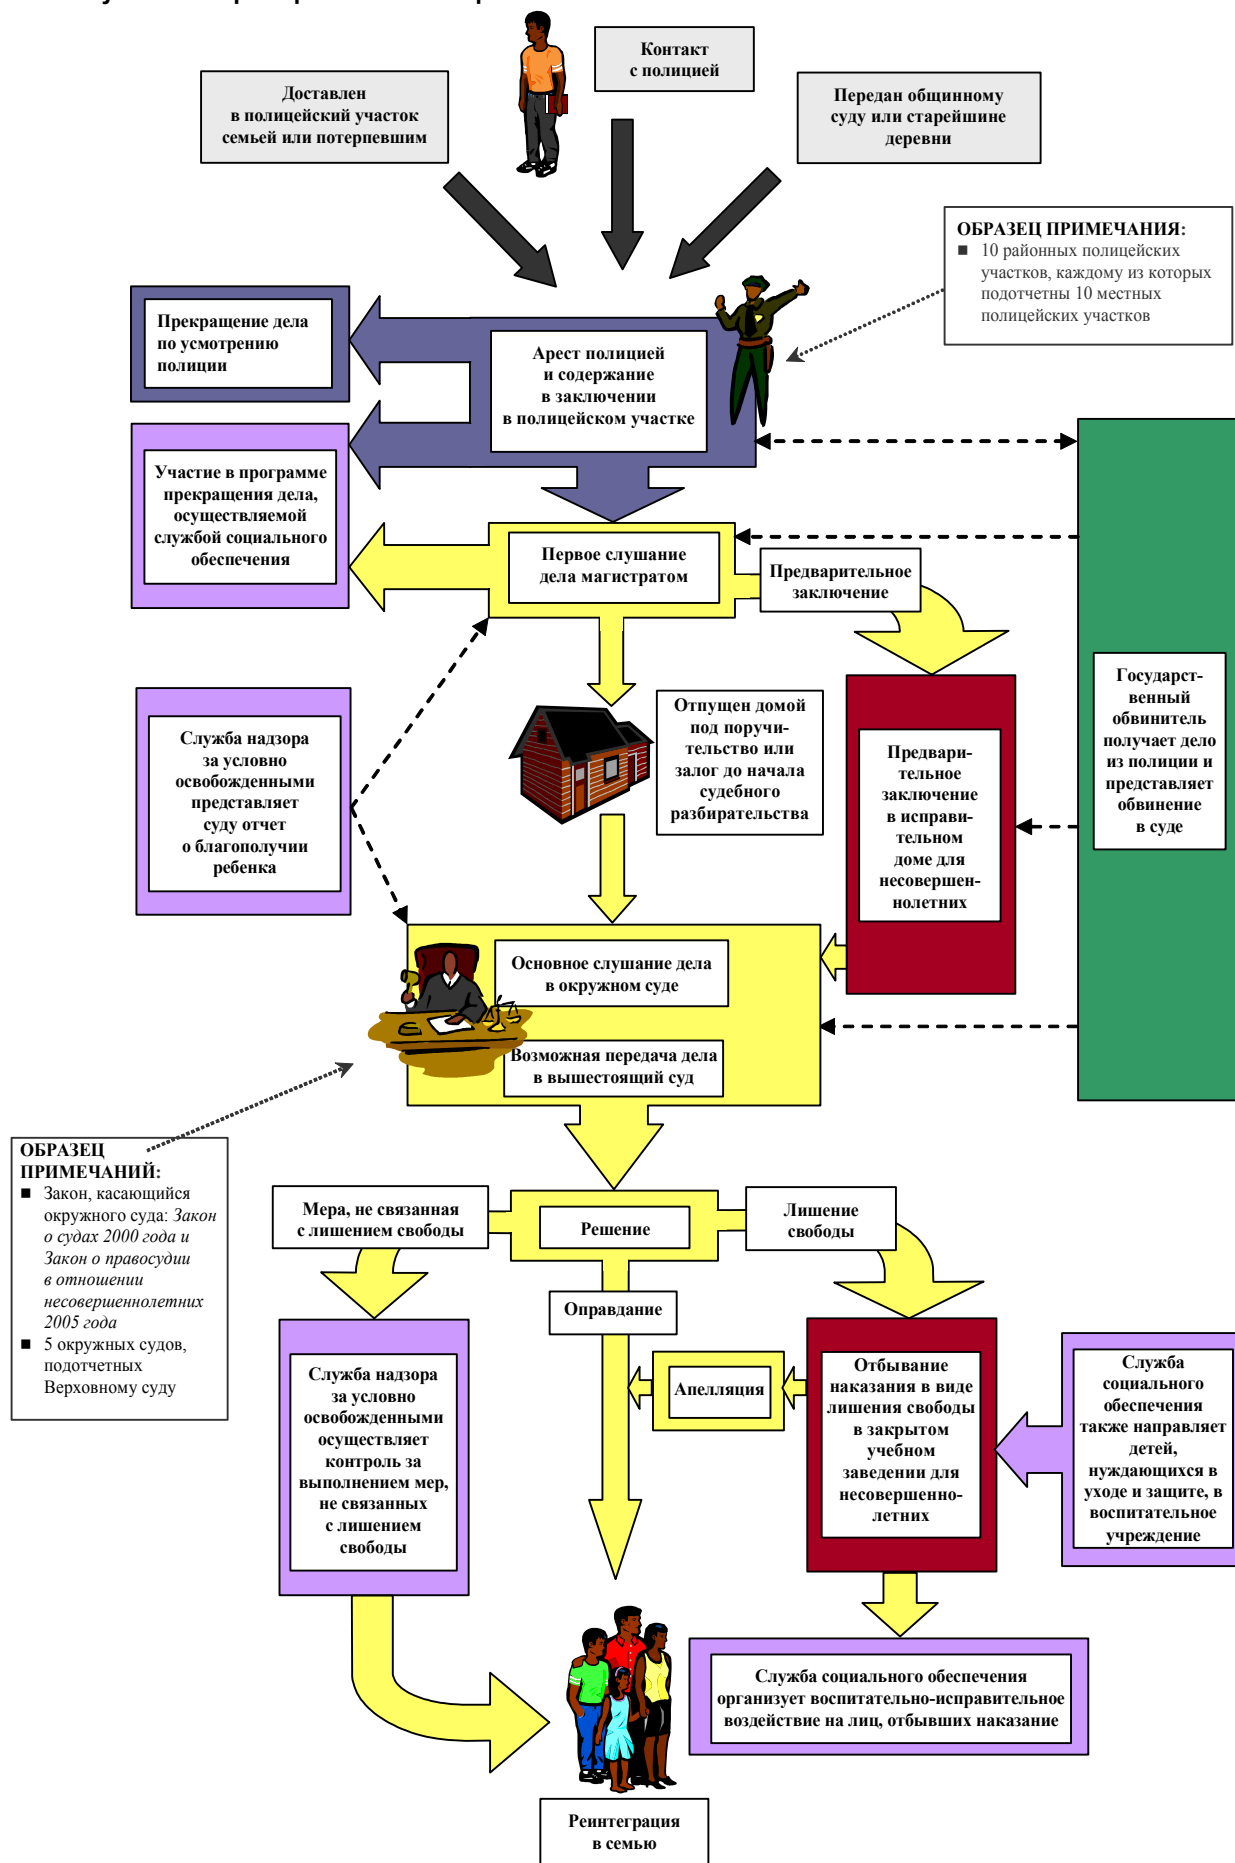 Контакт
с полицией
Доставлен
в полицейский участок
семьей или потерпевшим
Передан общинному
суду или старейшине
деревни
ОБРАЗЕЦ ПРИМЕЧАНИЯ:
■ 10 районных полицейских
участков, каждому из которых
подотчетны 10 местных
полицейских участков
Прекращение дела
по усмотрению
полиции
Арест полицией
и содержание
в заключении
в полицейском участке
Участие в программе
прекращения дела,
осуществляемой
службой социального
обеспечения
Первое слушание
дела магистратом
Предварительное
заключение
Государст-
венный
обвинитель
получает дело
из полиции и
представляет
обвинение
в суде
Служба надзора
за условно
освобожденными
представляет
суду отчет
о благополучии
ребенка
Отпущен домой
под поручи-
тельство или
залог до начала
судебного
разбирательства
Предвари-
тельное
заключение
в исправи-
тельном
доме для
несовершен-
нолетних
Основное слушание дела
в окружном суде
Возможная передача дела
в вышестоящий суд
ОБРАЗЕЦ
ПРИМЕЧАНИЙ:
■ Закон, касающийся
окружного суда: Закон
о судах 2000 года и
Закон о правосудии
в отношении
несовершеннолетних
2005 года
■ 5 окружных судов,
подотчетных
Верховному суду
Мера, не связанная
с лишением свободы
Решение
Лишение
свободы
Оправдание
Служба надзора
за условно
освобожденными
осуществляет
контроль за
выполнением мер,
не связанных
с лишением
свободы
Апелляция
Отбывание
наказания в виде
лишения свободы
в закрытом
учебном
заведении для
несовершенно-
летних
Служба
социального
обеспечения
также направляет
детей,
нуждающихся в
уходе и защите, в
воспитательное
учреждение
Служба социального обеспечения
организует воспитательно-исправительное
воздействие на лиц, отбывших наказание
Реинтеграция
в семью